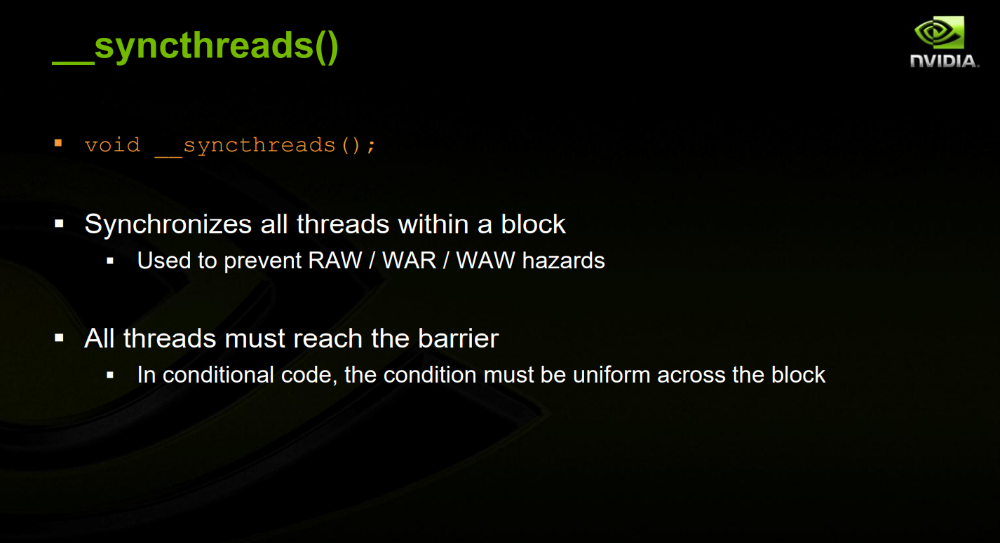 __syncthreads()
NVIDIA.
void __syncthreads();
Synchronizes all threads within a block
Used to prevent RAW / WAR / WAW hazards
All threads must reach the barrier
In conditional code, the condition must be uniform across the block